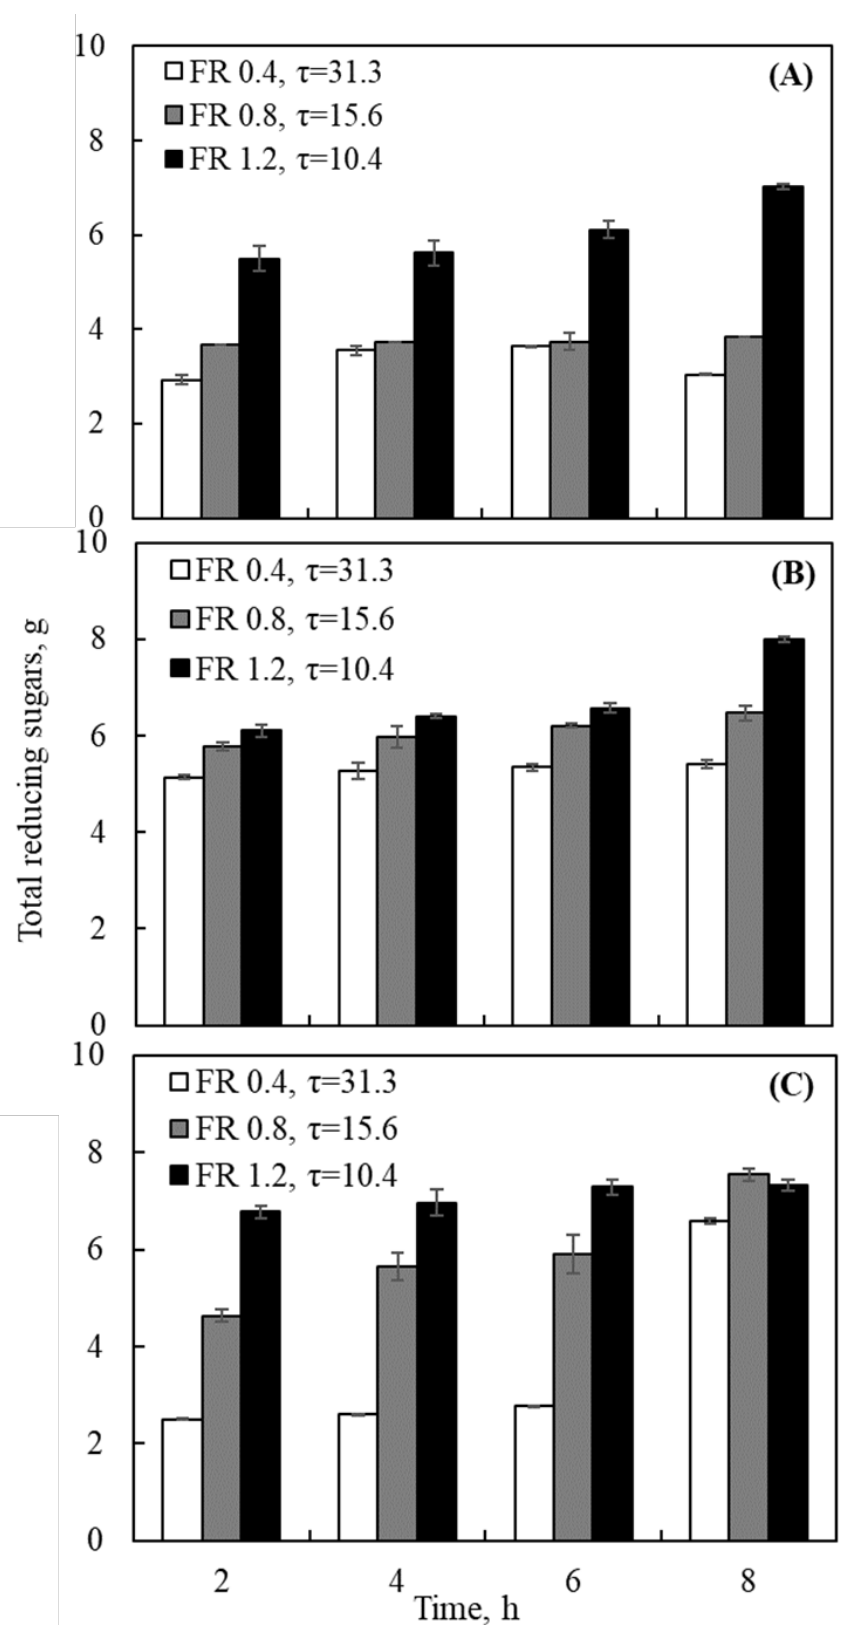 10
8
6
4
2
0
FR 0.4, τ=31.3
FR 0.8, τ=15.6
FR 1.2, τ=10.4
(A)
10
8
6
4
2
0
FR 0.4, τ=31.3
FR 0.8, τ=15.6
FR 1.2, τ=10.4
(B)
Total reducing sugars, g
10
8
6
4
2
0
FR 0.4, τ=31.3
FR 0.8, τ=15.6
FR 1.2, τ=10.4
(C)
2 4 6 8
Time, h